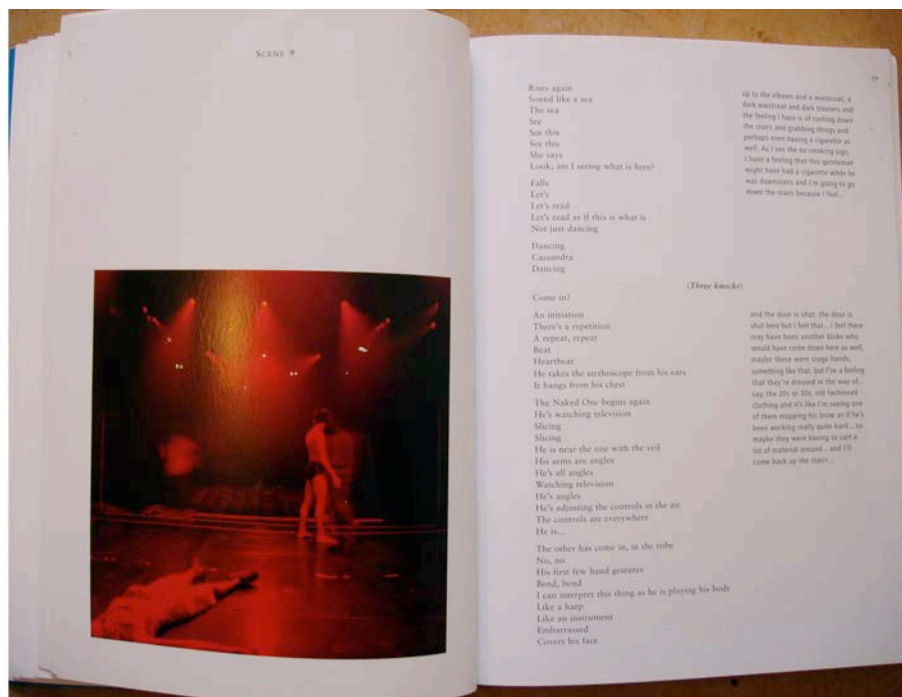 SCENE 9
Rises again
Sound like a sea
The sea
See
See this
See this
She says
Look, am I seeing what is here?
Falls
Let's
Let's read
Let's read as if this is what is
Not just dancing
Dancing
Cassandra
Dancing
(Three knocks)
Come in?
An initiation
There's a repetition
A repeat, repeat
Beat
Heartbeat
He takes the stethoscope from his ears
It hangs from his chest
The Naked One begins again
He's watching television
Slicing
Slicing
He is near the one with the veil
His arms are angles
He's all angles
Watching television
He's angles
He's adjusting the controls in the air
The controls are everywhere
He is...
The other has come in, in the robe
No, no
His first few hand gestures
Bend, bend
I can interpret this thing as he is playing his body
Like a harp
Like an instrument
Embarrassed
Covers his face
up to the elbows and a waistcoat, a
dark waistcoat and dark trousers and
the feeling I have is of rushing down
the stairs and grabbing things and
perhaps even having a cigarette as
well. As I see the no smoking sign,
I have a feeling that this gentleman
might have had a cigarette while he
was downstairs and I'm going to go
down the stairs because I feel...
and the door is shut, the door is
shut here but I feel that... I feel there
may have been another bloke who
would have come down here as well,
maybe these were stage hands,
something like that, but I've a feeling
that they're dressed in the way of,
say, the 20s or 30s, old fashioned
clothing and it's like I'm seeing one
of them mopping his brow as if he's
been working really quite hard... so
maybe they were having to cart a
lot of material around... and I'll
come back up the stairs...